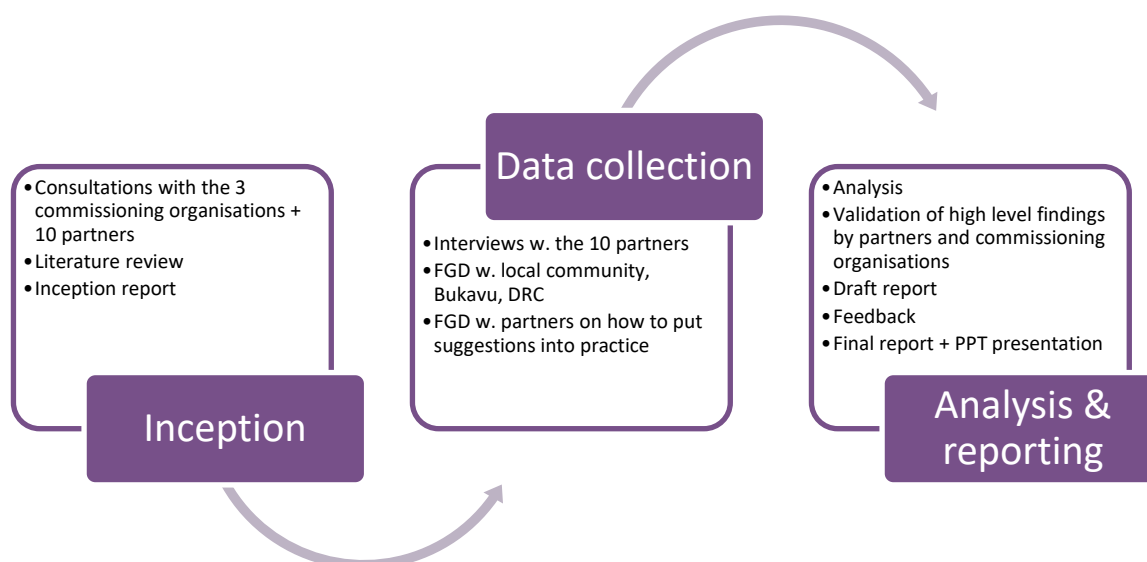 •Consultations with the 3
commissioning organisations +
10 partners
•Literature review
•Inception report
Inception
Data collection
•Interviews w. the 10 partners
•FGD w. local community,
Bukavu, DRC
•FGD w. partners on how to put
suggestions into practice
•Analysis
•Validation of high level findings
by partners and commissioning
organisations
•Draft report
•Feedback
•Final report + PPT presentation
Analysis &
reporting